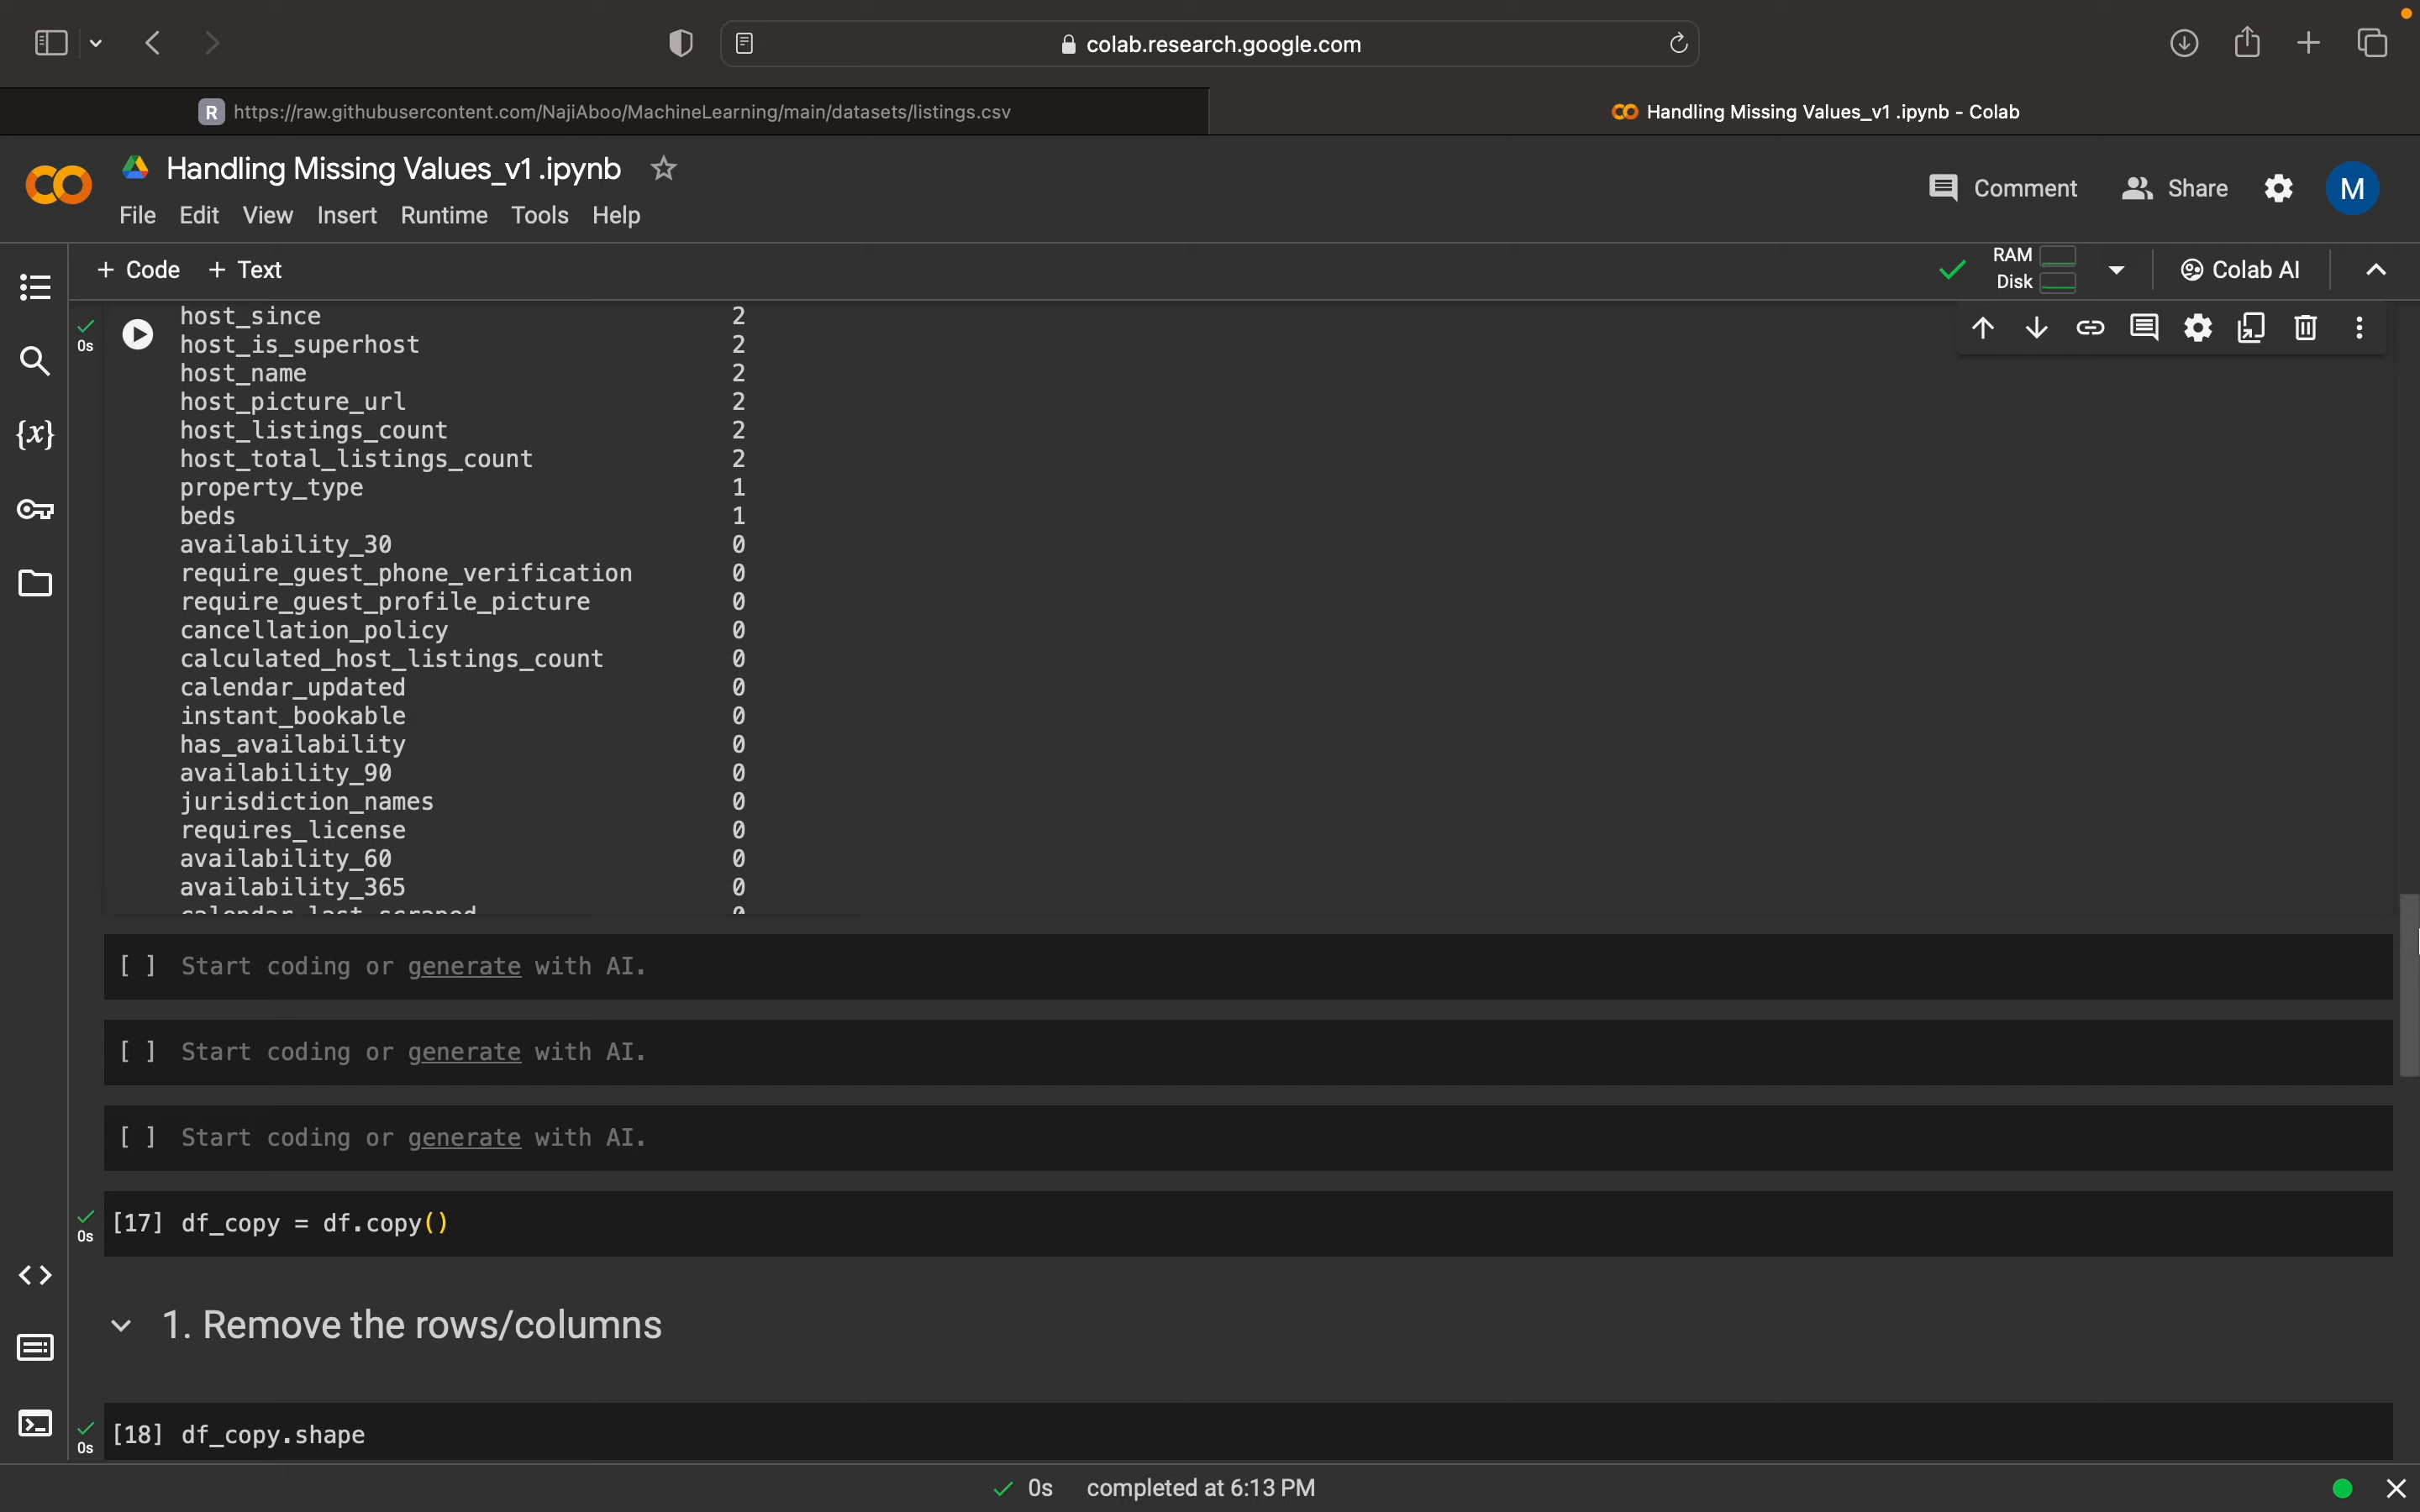 colab.research.google.com
R https://raw.githubusercontent.com/NajiAboo/MachineLearning/main/datasets/listings.csv
Handling Missing Values_v1 .ipynb - Colab
Handling Missing Values_v1 .ipynb
File Edit View Insert Runtime Tools Help
Comment Share M
+ Code + Text
RAM
Disk
Colab AI
host_since 2
0s
host_is_superhost 2
host_name 2
host_picture_url 2
host_listings_count 2
host_total_listings_count 2
property_type 1
beds 1
availability_30 0
require_guest_phone_verification 0
require_guest_profile_picture 0
cancellation_policy 0
calculated_host_listings_count 0
calendar_updated 0
instant_bookable 0
has_availability 0
availability_90 0
jurisdiction_names 0
requires_license 0
availability_60 0
availability_365 0
calendar_last_scraped 0
[ ] Start coding or generate with AI.
[ ] Start coding or generate with AI.
[ ] Start coding or generate with AI.
0s [17] df_copy = df.copy()
1. Remove the rows/columns
0s [18] df_copy.shape
0s completed at 6:13 PM